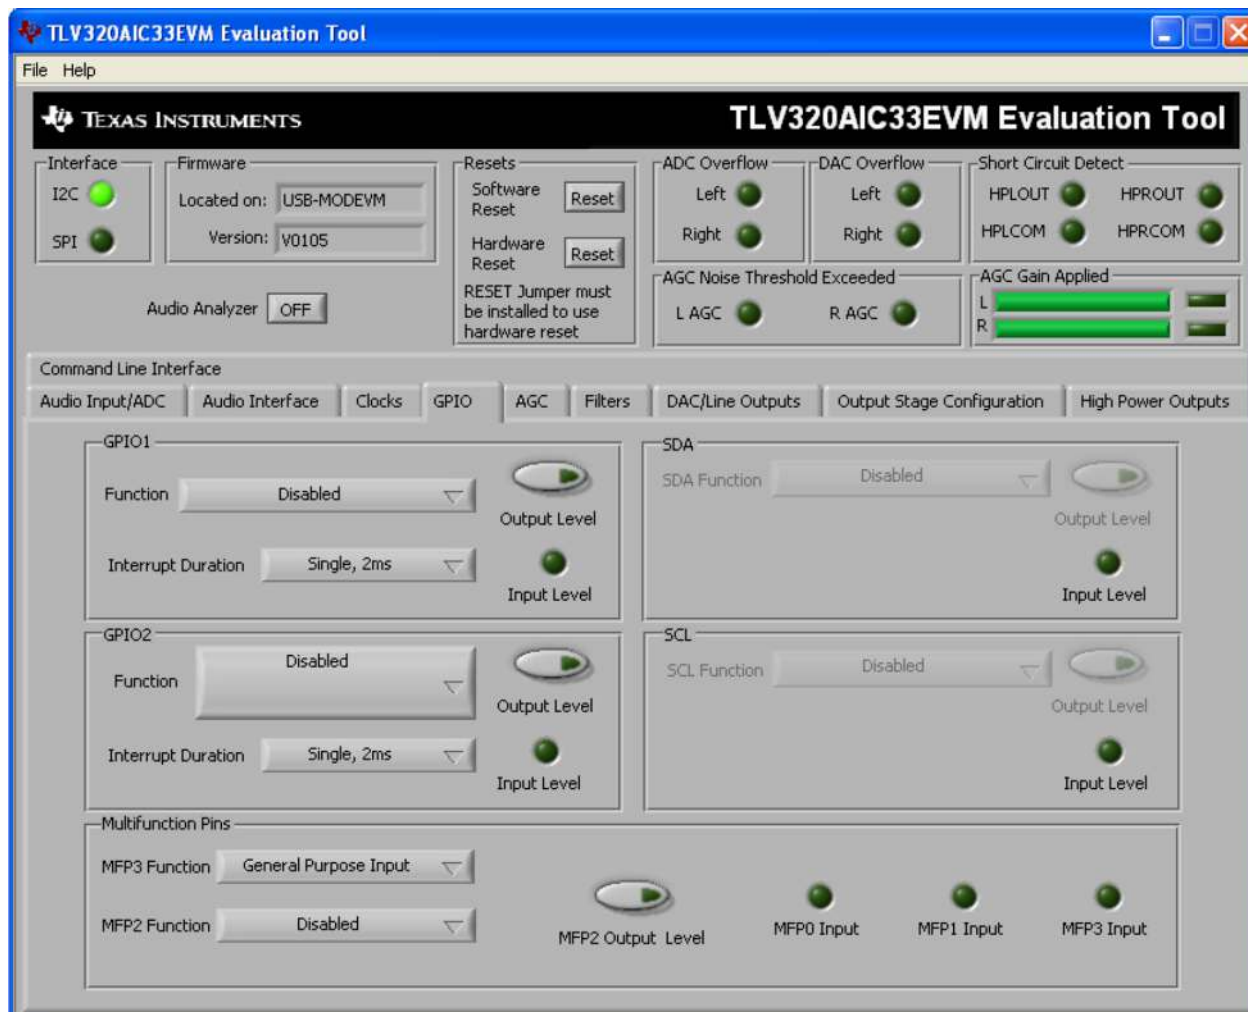 TLV320AIC33EVM Evaluation Tool
File Help
TEXAS INSTRUMENTS
TLV320AIC33EVM Evaluation Tool
Interface
I2C
SPI
Firmware
Located on: USB-MODEVM
Version: V0105
Audio Analyzer OFF
Resets
Software
Reset
Reset
Hardware
Reset
Reset
RESET Jumper must
be installed to use
hardware reset
ADC Overflow
Left
Right
DAC Overflow
Left
Right
Short Circuit Detect
HPLOUT HPROUT
HPLCOM HPRCOM
AGC Noise Threshold Exceeded
L AGC R AGC
AGC Gain Applied
L
R
Command Line Interface
Audio Input/ADC Audio Interface Clocks GPIO AGC Filters DAC/Line Outputs Output Stage Configuration High Power Outputs
GPIO1
Function Disabled
Output Level
Interrupt Duration Single, 2ms
Input Level
SDA
SDA Function Disabled
Output Level
Input Level
GPIO2
Function Disabled
Output Level
Interrupt Duration Single, 2ms
Input Level
SCL
SCL Function Disabled
Output Level
Input Level
Multifunction Pins
MFP3 Function General Purpose Input
MFP2 Function Disabled
MFP2 Output Level MFP0 Input MFP1 Input MFP3 Input